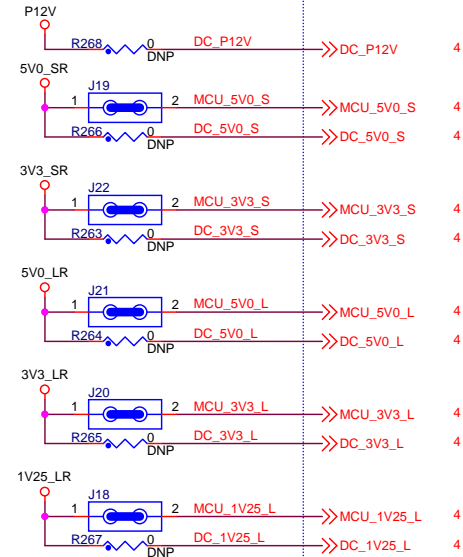 P12V
R268 0 DC_P12V DC_P12V 4
DNP
5V0_SR
J19
1 2 MCU_5V0_S MCU_5V0_S 4
R266 0 DC_5V0_S DC_5V0_S 4
DNP
3V3_SR
J22
1 2 MCU_3V3_S MCU_3V3_S 4
R263 0 DC_3V3_S DC_3V3_S 4
DNP
5V0_LR
J21
1 2 MCU_5V0_L MCU_5V0_L 4
R264 0 DC_5V0_L DC_5V0_L 4
DNP
3V3_LR
J20
1 2 MCU_3V3_L MCU_3V3_L 4
R265 0 DC_3V3_L DC_3V3_L 4
DNP
1V25_LR
J18
1 2 MCU_1V25_L MCU_1V25_L 4
R267 0 DC_1V25_L DC_1V25_L 4
DNP